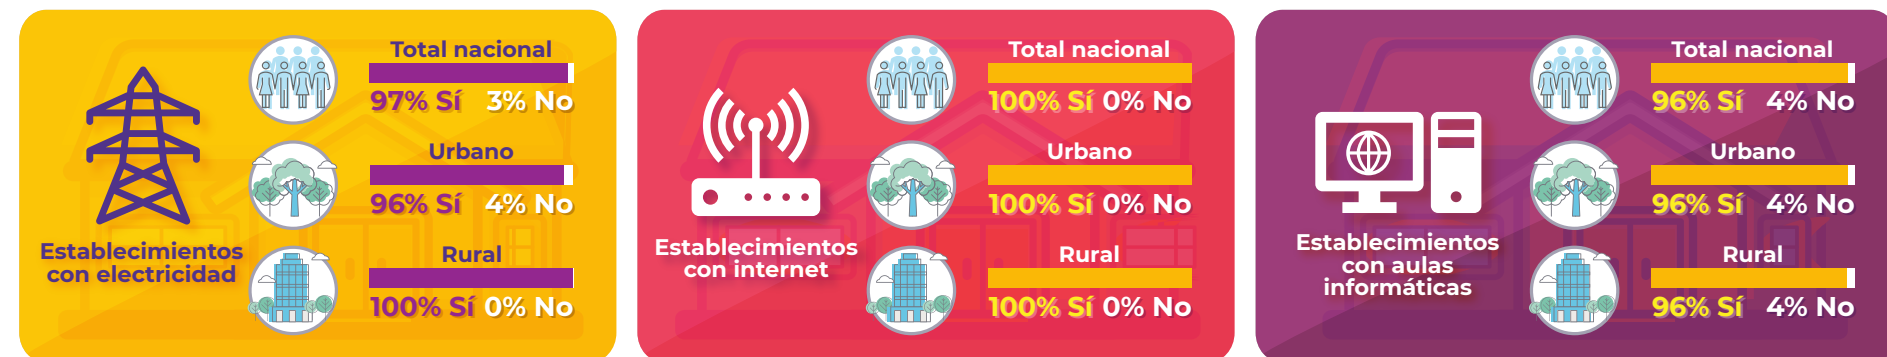 Establecimientos
con electricidad
Total nacional
97% Sí 3% No
Urbano
96% Sí 4% No
Rural
100% Sí 0% No
Establecimientos
con internet
Total nacional
100% Sí 0% No
Urbano
100% Sí 0% No
Rural
100% Sí 0% No
Establecimientos
con aulas
informáticas
Total nacional
96% Sí 4% No
Urbano
96% Sí 4% No
Rural
96% Sí 4% No